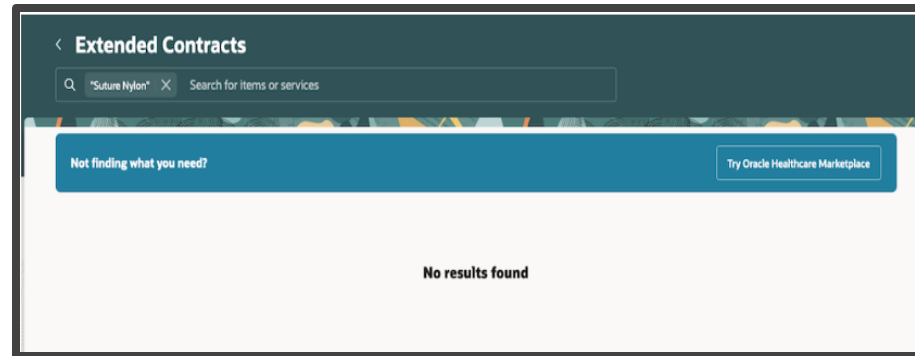 Extended Contracts
"Suture Nylon" Search for items or services
Not finding what you need? Try Oracle Healthcare Marketplace
No results found